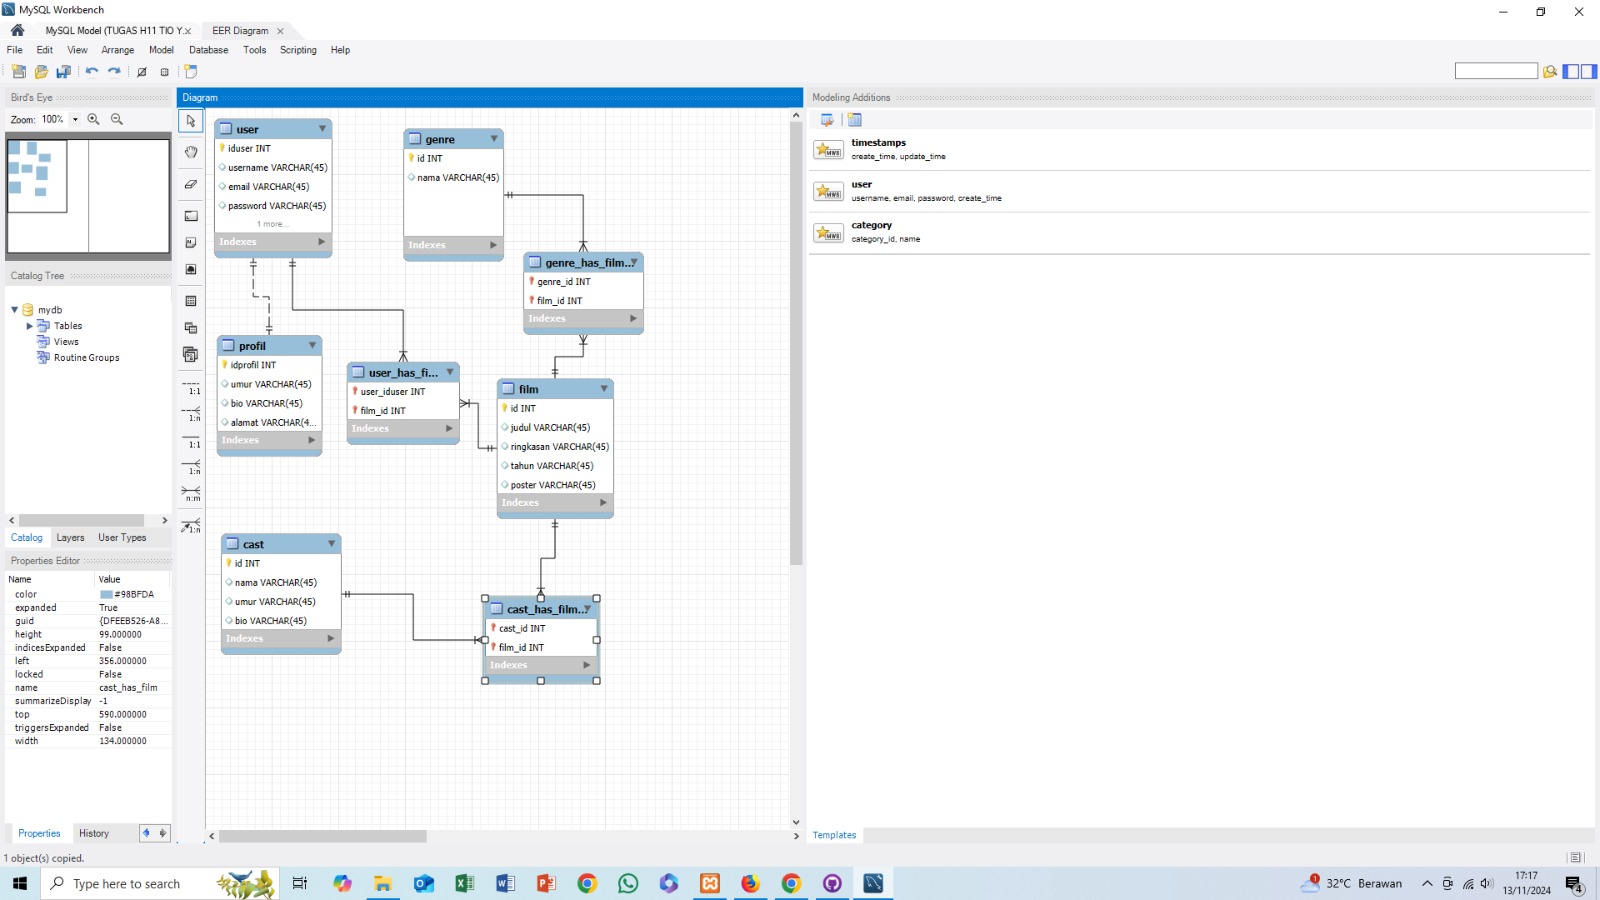 MySQL Workbench
MySQL Model (TUGAS H11 TIO Y.x
EER Diagram
File Edit View Arrange Model Database Tools Scripting Help
Bird's Eye
Zoom: 100%
Catalog Tree
mydb
Tables
Views
Routine Groups
Catalog Layers User Types
Properties Editor
Name Value
color #98BFDA
expanded True
guid {DFEEB526-A8...
height 99.000000
indicesExpanded False
left 356.000000
locked False
name cast_has_film
summarizeDisplay -1
top 590.000000
triggersExpanded False
width 134.000000
Properties History
1 object(s) copied.
Diagram
1:1
1:n
1:1
1:n
n:m
1:n
user
iduser INT
username VARCHAR(45)
email VARCHAR(45)
password VARCHAR(45)
1 more...
Indexes
genre
id INT
nama VARCHAR(45)
Indexes
genre_has_film...
genre_id INT
film_id INT
Indexes
profil
idprofil INT
umur VARCHAR(45)
bio VARCHAR(45)
alamat VARCHAR(4...
Indexes
user_has_fi...
user_iduser INT
film_id INT
Indexes
film
id INT
judul VARCHAR(45)
ringkasan VARCHAR(45)
tahun VARCHAR(45)
poster VARCHAR(45)
Indexes
cast
id INT
nama VARCHAR(45)
umur VARCHAR(45)
bio VARCHAR(45)
Indexes
cast_has_film...
cast_id INT
film_id INT
Indexes
Modeling Additions
timestamps
create_time, update_time
user
username, email, password, create_time
category
category_id, name
Templates
Type here to search
32°C Berawan
17:17
13/11/2024
4